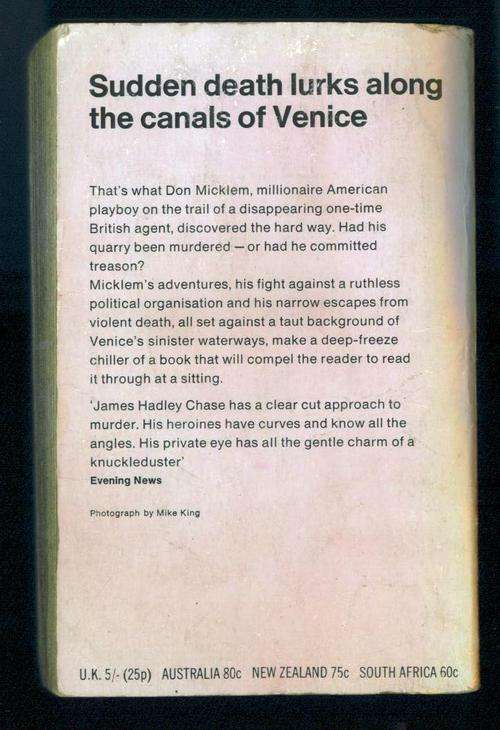 Sudden death lurks along
the canals of Venice
That's what Don Micklem, millionaire American
playboy on the trail of a disappearing one-time
British agent, discovered the hard way. Had his
quarry been murdered — or had he committed
treason?
Micklem's adventures, his fight against a ruthless
political organisation and his narrow escapes from
violent death, all set against a taut background of
Venice's sinister waterways, make a deep-freeze
chiller of a book that will compel the reader to read
it through at a sitting.
'James Hadley Chase has a clear cut approach to
murder. His heroines have curves and know all the
angles. His private eye has all the gentle charm of a
knuckleduster'
Evening News
Photograph by Mike King
U.K. 5/- (25p) AUSTRALIA 80c NEW ZEALAND 75c SOUTH AFRICA 60c